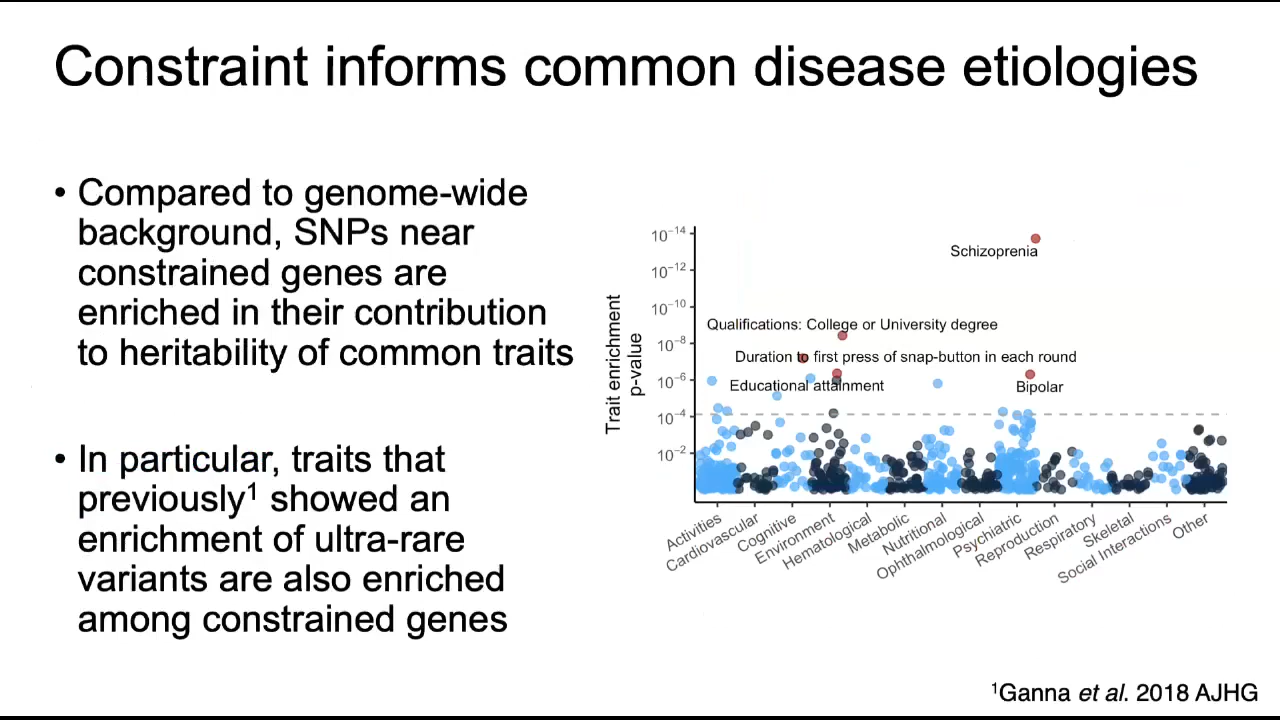 Constraint informs common disease etiologies
• Compared to genome-wide
background, SNPs near
constrained genes are
enriched in their contribution
to heritability of common traits
• In particular, traits that
previously¹ showed an
enrichment of ultra-rare
variants are also enriched
among constrained genes
Trait enrichment
p-value
10⁻¹⁴
10⁻¹²
10⁻¹⁰
10⁻⁸
10⁻⁶
10⁻⁴
10⁻²
Schizoprenia
Qualifications: College or University degree
Duration to first press of snap-button in each round
Educational attainment
Bipolar
Activities
Cardiovascular
Cognitive
Environment
Hematological
Metabolic
Nutritional
Ophthalmological
Psychiatric
Reproduction
Respiratory
Skeletal
Social Interactions
Other
¹Ganna et al. 2018 AJHG